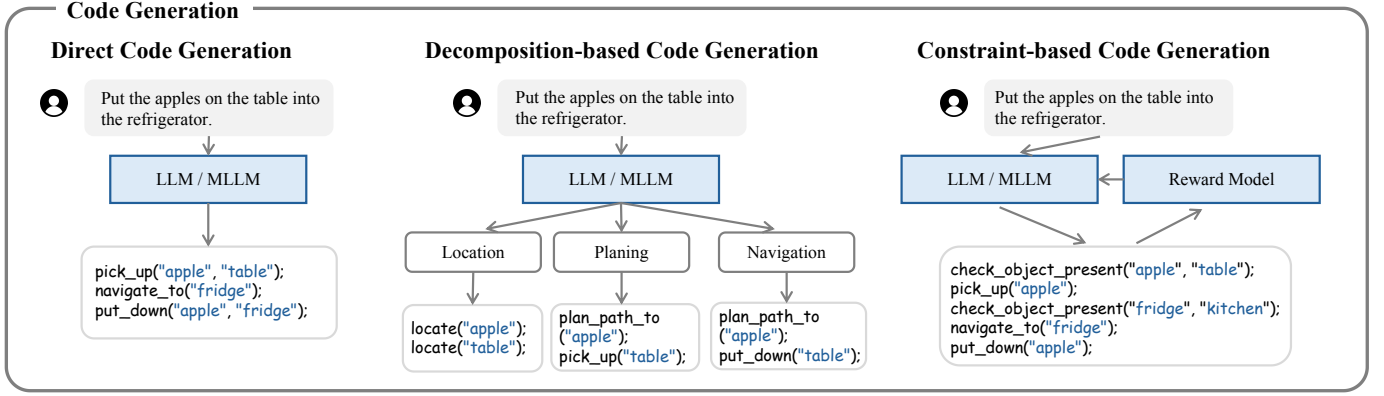 Code Generation
Direct Code Generation
Put the apples on the table into
the refrigerator.
LLM / MLLM
pick_up("apple", "table");
navigate_to("fridge");
put_down("apple", "fridge");
Decomposition-based Code Generation
Put the apples on the table into
the refrigerator.
LLM / MLLM
Location
Planing
Navigation
locate("apple");
locate("table");
plan_path_to
("apple");
pick_up("table");
plan_path_to
("apple");
put_down("table");
Constraint-based Code Generation
Put the apples on the table into
the refrigerator.
LLM / MLLM
Reward Model
check_object_present("apple", "table");
pick_up("apple");
check_object_present("fridge", "kitchen");
navigate_to("fridge");
put_down("apple");